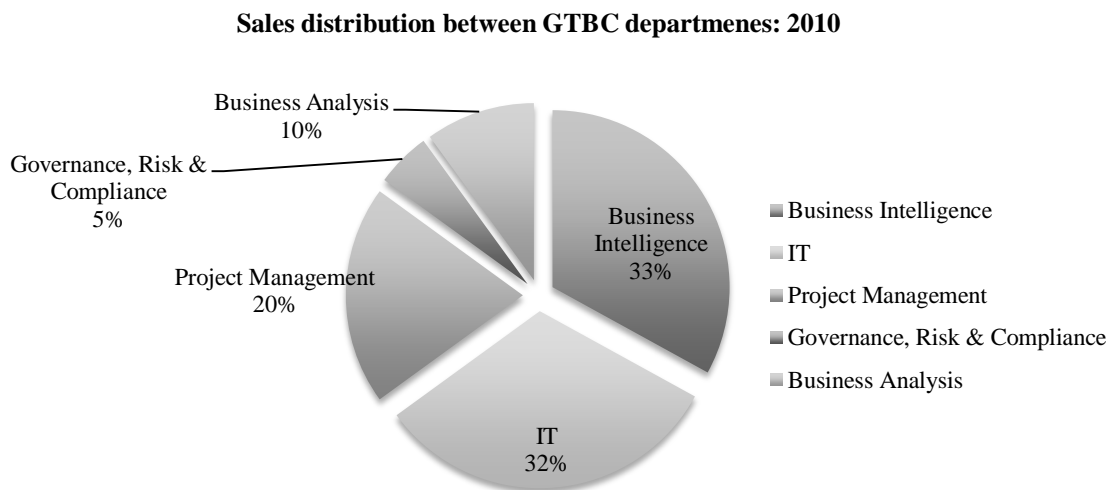 Sales distribution between GTBC departmenes: 2010
Business Analysis
10%
Governance, Risk &
Compliance
5%
Project Management
20%
Business
Intelligence
33%
IT
32%
Business Intelligence
IT
Project Management
Governance, Risk & Compliance
Business Analysis